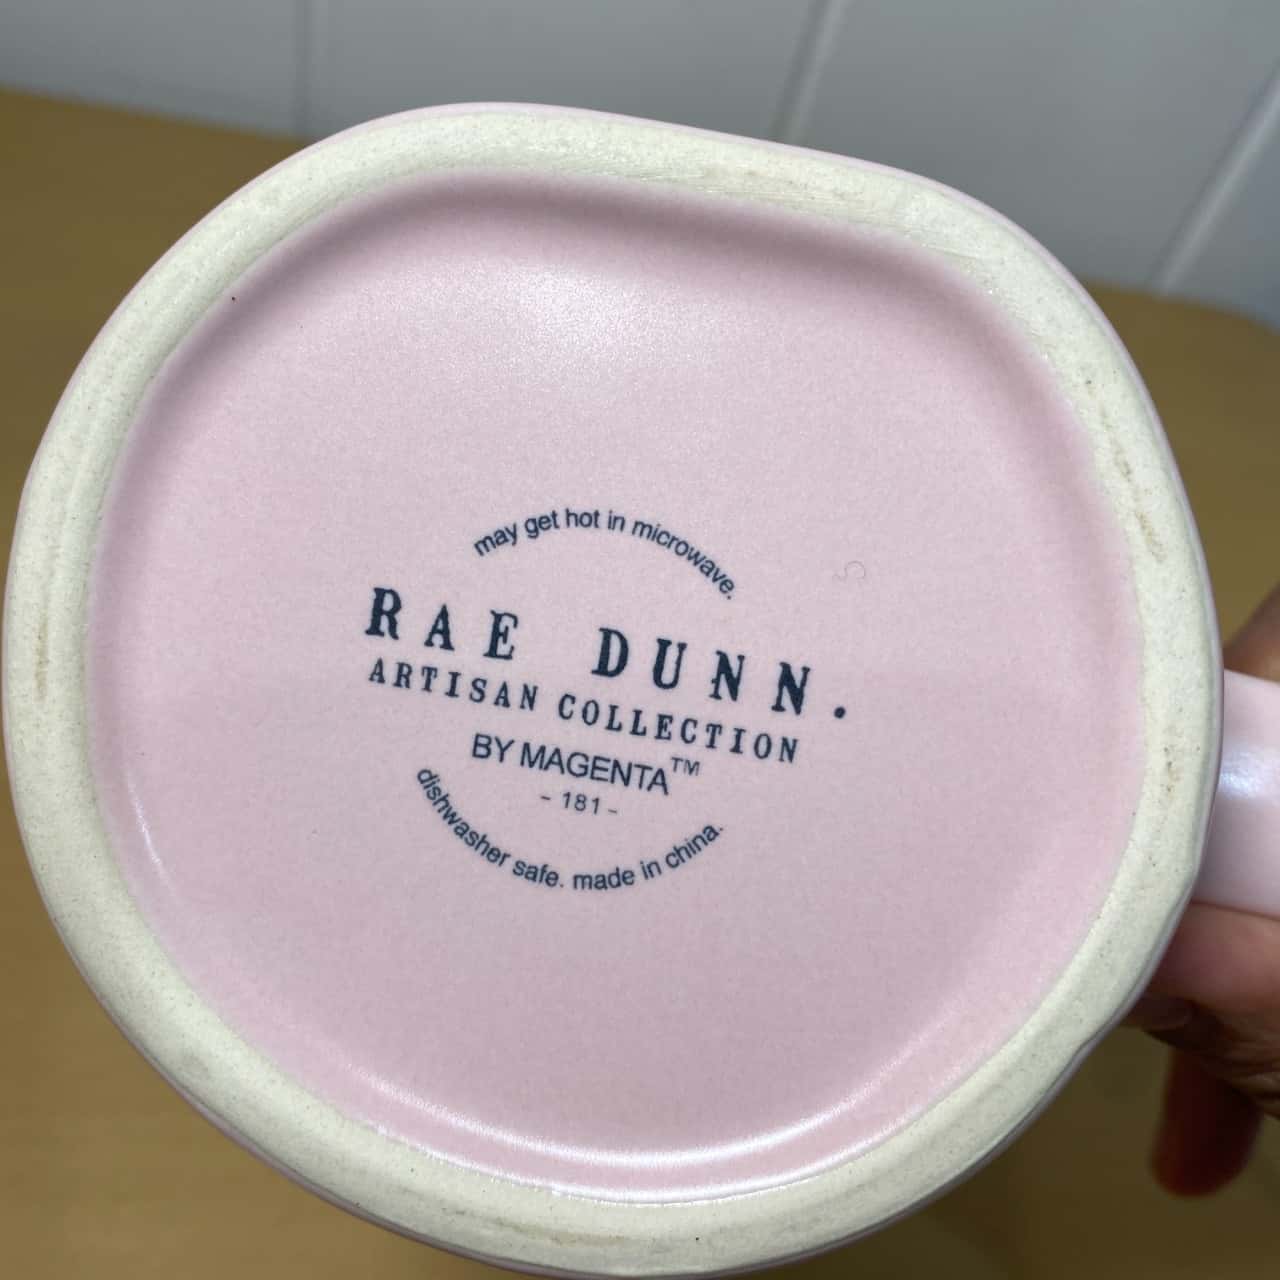 may get hot in microwave.
RAE DUNN.
ARTISAN COLLECTION
BY MAGENTA™
- 181 -
dishwasher safe. made in china.